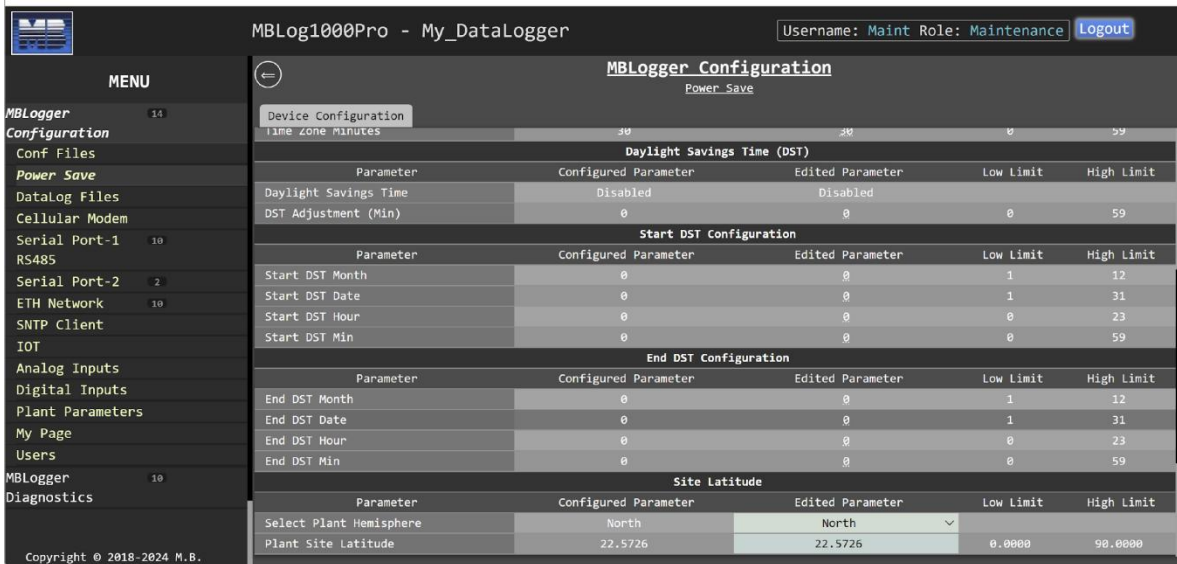 MB
MBLog1000Pro - My_DataLogger
Username: Maint Role: Maintenance Logout
MENU
MBLogger 14
Configuration
Conf Files
Power Save
DataLog Files
Cellular Modem
Serial Port-1 10
RS485
Serial Port-2 2
ETH Network 10
SNTP Client
IOT
Analog Inputs
Digital Inputs
Plant Parameters
My Page
Users
MBLogger 10
Diagnostics
Copyright © 2018-2024 M.B.
MBLogger Configuration
Power Save
Device Configuration
Time Zone Minutes 30 30 0 59
Daylight Savings Time (DST)
Parameter Configured Parameter Edited Parameter Low Limit High Limit
Daylight Savings Time Disabled Disabled
DST Adjustment (Min) 0 0 0 59
Start DST Configuration
Parameter Configured Parameter Edited Parameter Low Limit High Limit
Start DST Month 0 0 1 12
Start DST Date 0 0 1 31
Start DST Hour 0 0 0 23
Start DST Min 0 0 0 59
End DST Configuration
Parameter Configured Parameter Edited Parameter Low Limit High Limit
End DST Month 0 0 1 12
End DST Date 0 0 1 31
End DST Hour 0 0 0 23
End DST Min 0 0 0 59
Site Latitude
Parameter Configured Parameter Edited Parameter Low Limit High Limit
Select Plant Hemisphere North North
Plant Site Latitude 22.5726 22.5726 0.0000 90.0000